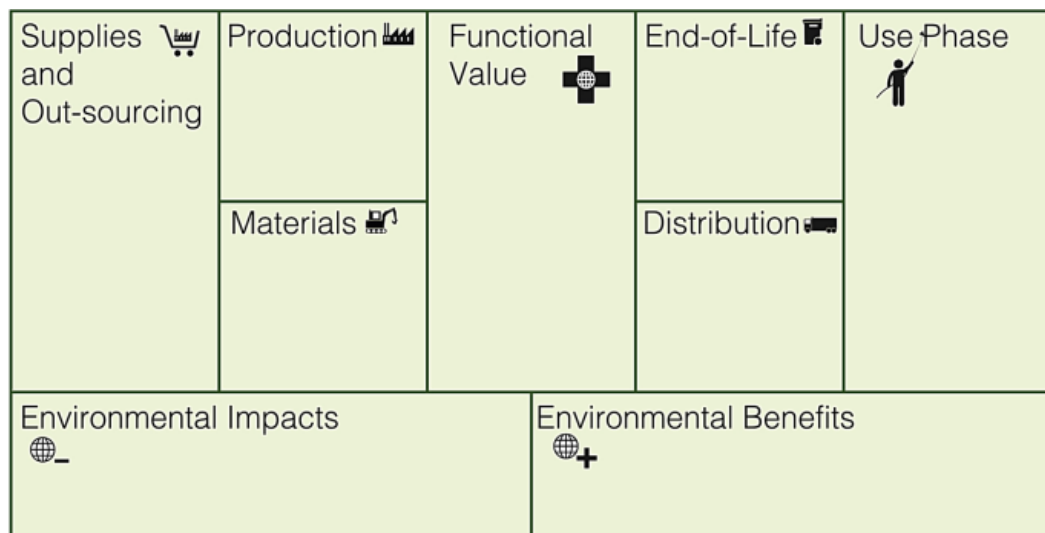 Supplies
and
Out-sourcing
Production
Materials
Functional
Value
End-of-Life
Distribution
Use Phase
Environmental Impacts
Environmental Benefits